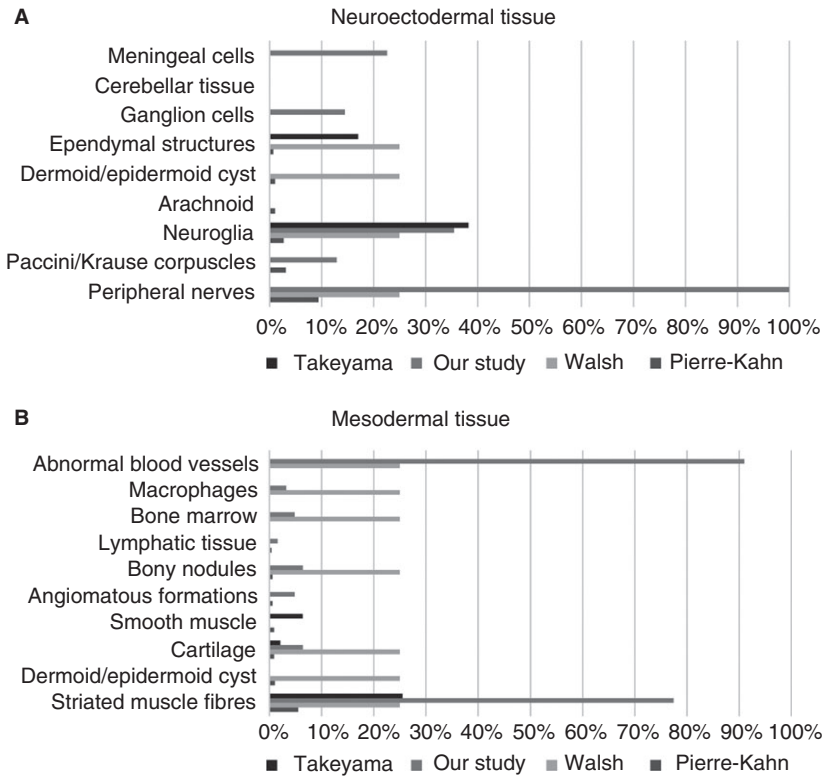 A
Neuroectodermal tissue
Meningeal cells
Cerebellar tissue
Ganglion cells
Ependymal structures
Dermoid/epidermoid cyst
Arachnoid
Neuroglia
Paccini/Krause corpuscles
Peripheral nerves
0% 10% 20% 30% 40% 50% 60% 70% 80% 90% 100%
Takeyama Our study Walsh Pierre-Kahn
B
Mesodermal tissue
Abnormal blood vessels
Macrophages
Bone marrow
Lymphatic tissue
Bony nodules
Angiomatous formations
Smooth muscle
Cartilage
Dermoid/epidermoid cyst
Striated muscle fibres
0% 10% 20% 30% 40% 50% 60% 70% 80% 90% 100%
Takeyama Our study Walsh Pierre-Kahn